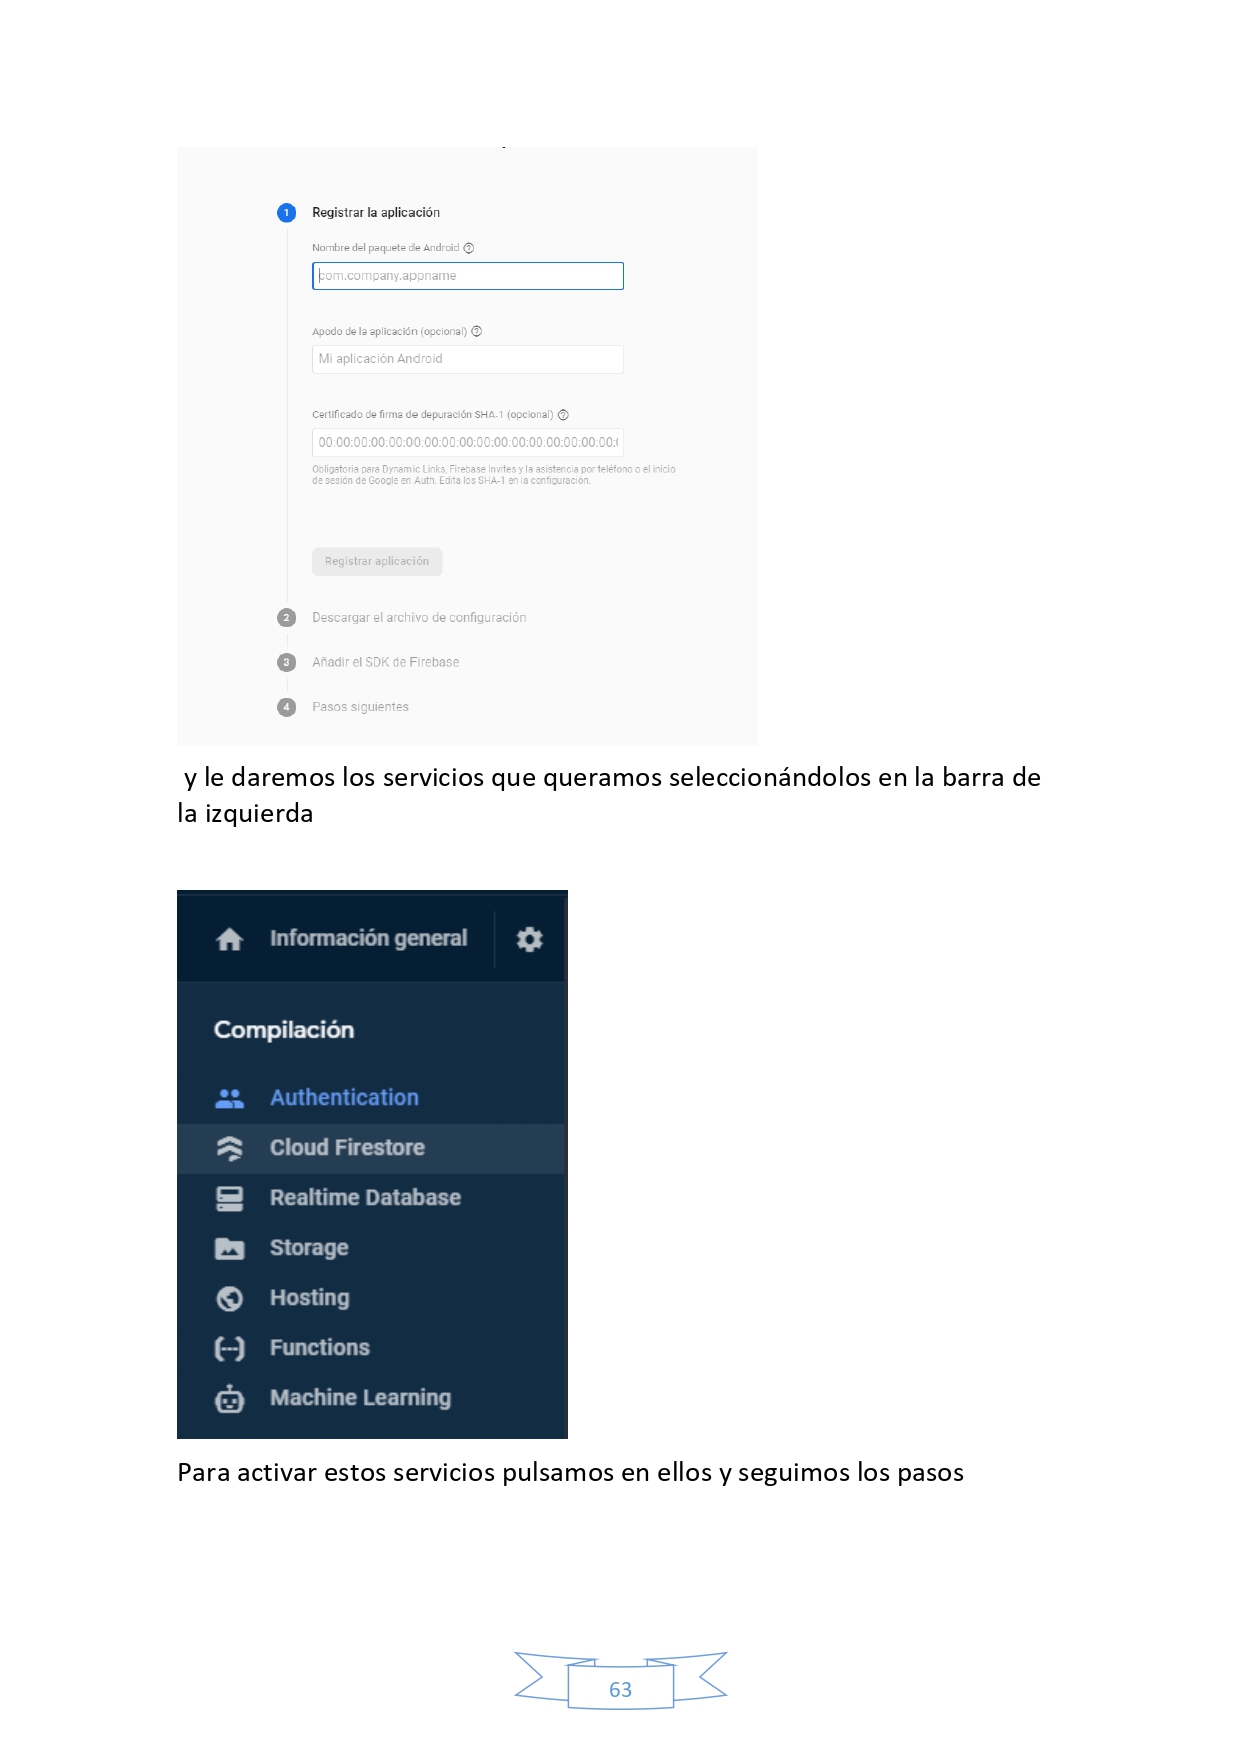 1 Registrar la aplicación
Nombre del paquete de Android
com.company.appname
Apodo de la aplicación (opcional)
Mi aplicación Android
Certificado de firma de depuración SHA-1 (opcional)
00:00:00:00:00:00:00:00:00:00:00:00:00:00:00:00:00:(
Obligatoria para Dynamic Links, Firebase Invites y la asistencia por teléfono o el inicio
de sesión de Google en Auth. Edita los SHA-1 en la configuración.
Registrar aplicación
2 Descargar el archivo de configuración
3 Añadir el SDK de Firebase
4 Pasos siguientes
y le daremos los servicios que queramos seleccionándolos en la barra de
la izquierda
Información general
Compilación
Authentication
Cloud Firestore
Realtime Database
Storage
Hosting
Functions
Machine Learning
Para activar estos servicios pulsamos en ellos y seguimos los pasos
63